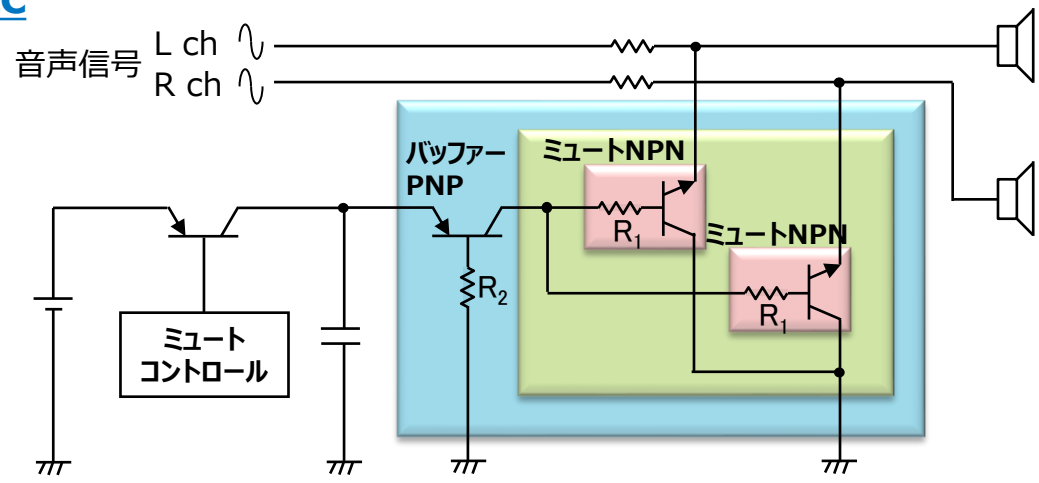 C
L ch
音声信号
R ch
バッファー
PNP
ミュートNPN
R1
ミュートNPN
R1
R2
ミュート
コントロール